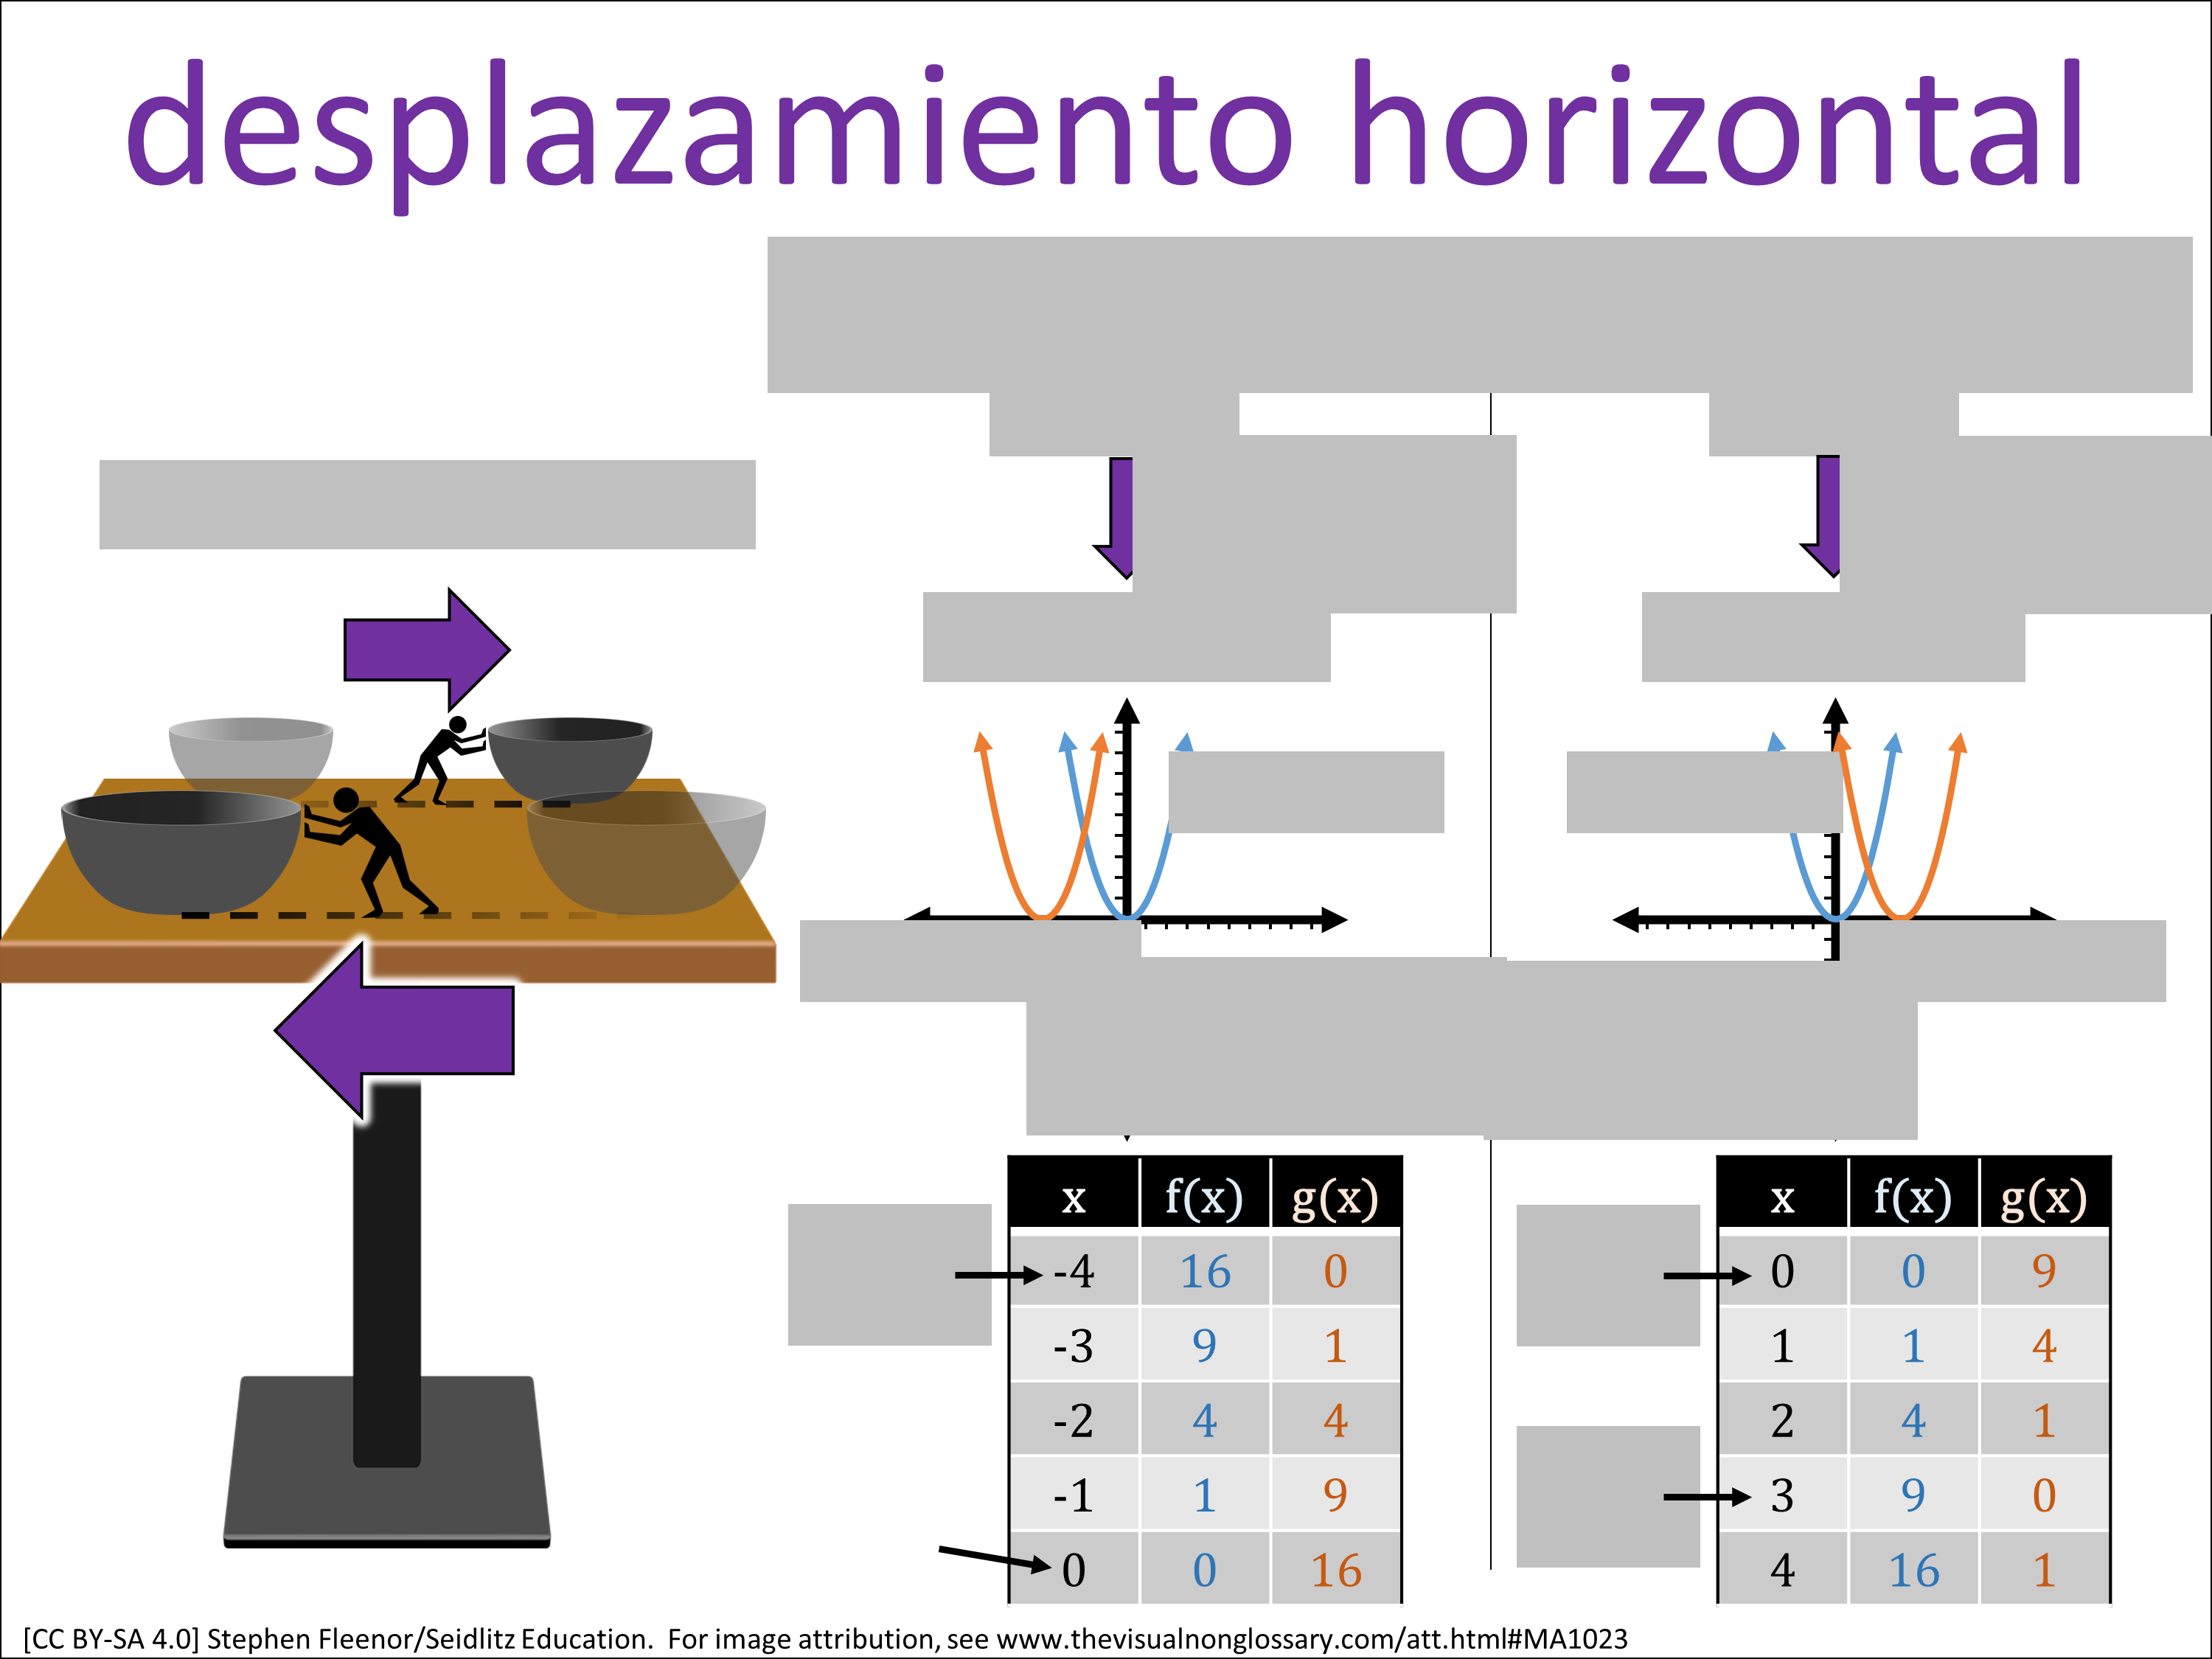 desplazamiento horizontal
x f(x) g(x)
-4 16 0
-3 9 1
-2 4 4
-1 1 9
0 0 16
x f(x) g(x)
0 0 9
1 1 4
2 4 1
3 9 0
4 16 1
[CC BY-SA 4.0] Stephen Fleenor/Seidlitz Education. For image attribution, see www.thevisualnonglossary.com/att.html#MA1023